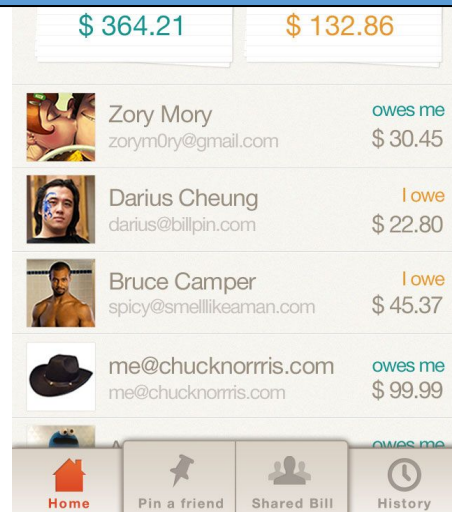 $ 364.21 $ 132.86
Zory Mory owes me
zorym0ry@gmail.com $ 30.45
Darius Cheung I owe
darius@billpin.com $ 22.80
Bruce Camper I owe
spicy@smelllikeaman.com $ 45.37
me@chucknorrris.com owes me
me@chucknorrris.com $ 99.99
owes me
Home Pin a friend Shared Bill History